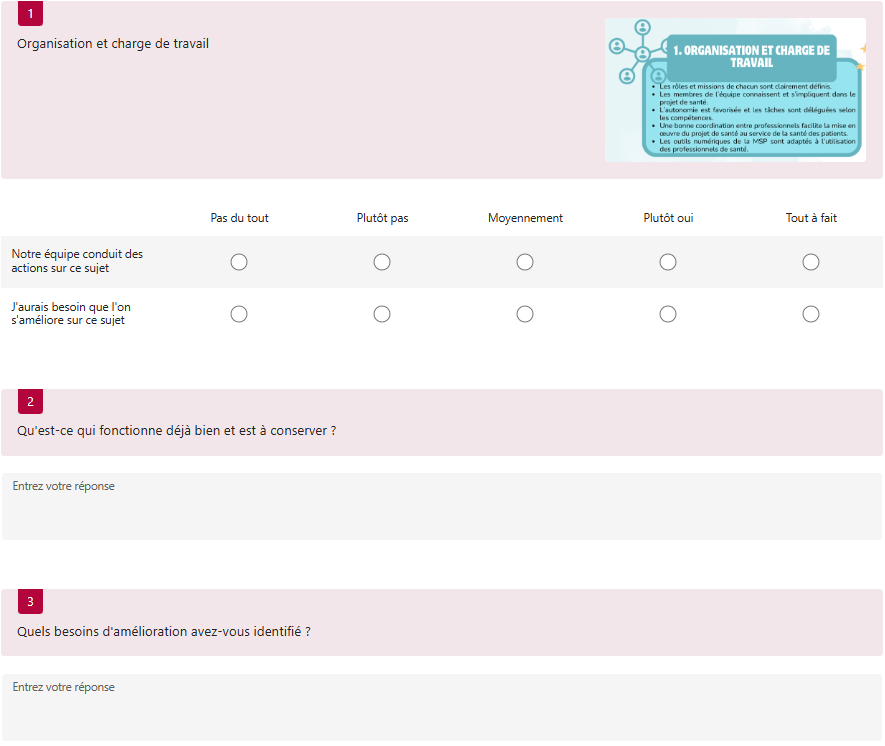 1
Organisation et charge de travail
1. ORGANISATION ET CHARGE DE
TRAVAIL
• Les rôles et missions de chacun sont clairement définis.
• Les membres de l'équipe connaissent et s'impliquent dans le
projet de santé.
• L'autonomie est favorisée et les tâches sont déléguées selon
les compétences.
• Une bonne coordination entre professionnels facilite la mise en
œuvre du projet de santé au service de la santé des patients.
• Les outils numériques de la MSP sont adaptés à l'utilisation
des professionnels de santé.
Pas du tout Plutôt pas Moyennement Plutôt oui Tout à fait
Notre équipe conduit des
actions sur ce sujet
J'aurais besoin que l'on
s'améliore sur ce sujet
2
Qu'est-ce qui fonctionne déjà bien et est à conserver ?
Entrez votre réponse
3
Quels besoins d'amélioration avez-vous identifié ?
Entrez votre réponse